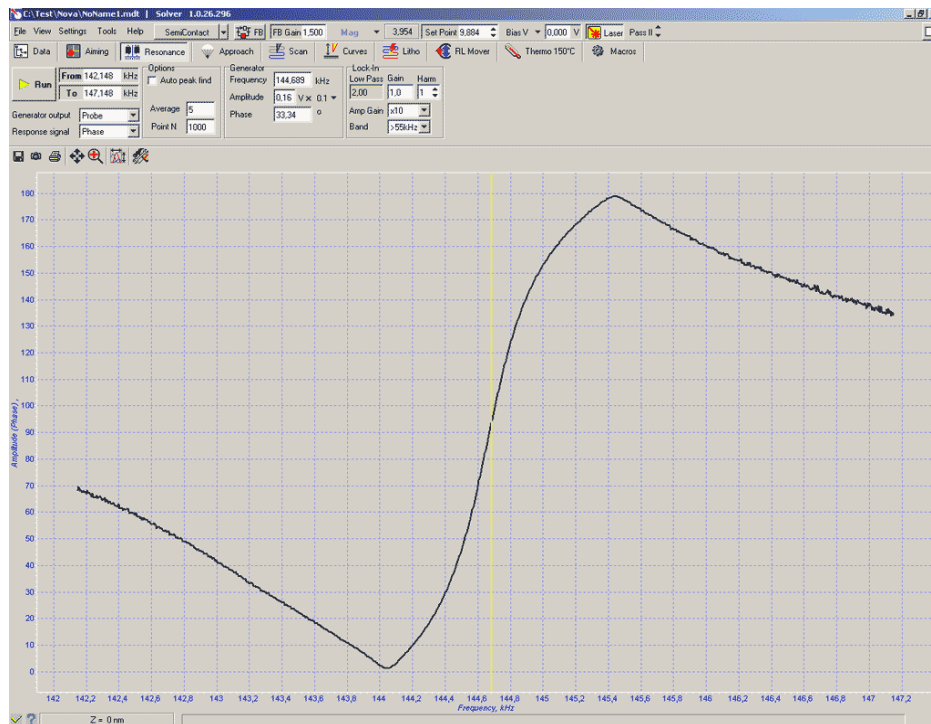 C:\Test\Nova\NoName1.mdt | Solver 1.0.26.296
File View Settings Tools Help SemiContact FB FB Gain 1,500 Mag 3,954 Set Point 9,884 Bias V 0,000 V Laser Pass II
Data Aiming Resonance Approach Scan Curves Litho RL Mover Thermo 150°C Macros
Run From 142,148 kHz
To 147,148 kHz
Generator output Probe
Response signal Phase
Options
Auto peak find
Average 5
Point N 1000
Generator
Frequency 144,689 kHz
Amplitude 0,16 V × 0.1
Phase 33,34 °
Lock-In
Low Pass Gain Harm
2,00 1,0 1
Amp Gain x10
Band >55kHz
180
170
160
150
140
130
120
110
100
90
80
70
60
50
40
30
20
10
0
Amplitude (Phase) ,
142 142,2 142,4 142,6 142,8 143 143,2 143,4 143,6 143,8 144 144,2 144,4 144,6 144,8 145 145,2 145,4 145,6 145,8 146 146,2 146,4 146,6 146,8 147 147,2
Frequency, kHz
Z = 0 nm